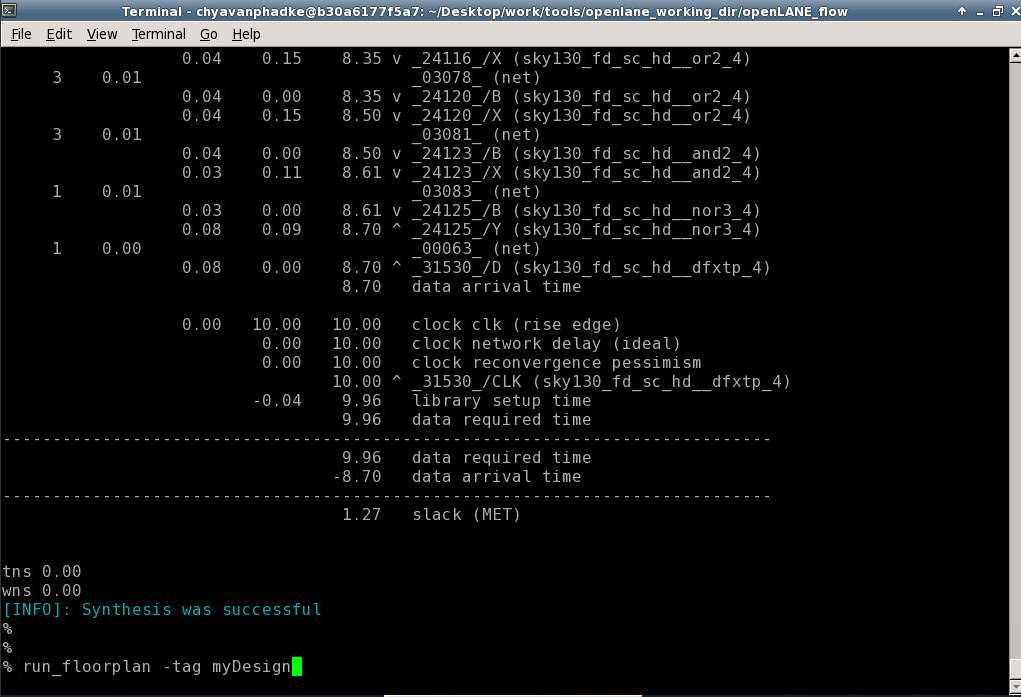 Terminal - chyavanphadke@b30a6177f5a7: ~/Desktop/work/tools/openlane_working_dir/openLANE_flow
File Edit View Terminal Go Help
0.04 0.15 8.35 v _24116_/X (sky130_fd_sc_hd__or2_4)
3 0.01 _03078_ (net)
0.04 0.00 8.35 v _24120_/B (sky130_fd_sc_hd__or2_4)
0.04 0.15 8.50 v _24120_/X (sky130_fd_sc_hd__or2_4)
3 0.01 _03081_ (net)
0.04 0.00 8.50 v _24123_/B (sky130_fd_sc_hd__and2_4)
0.03 0.11 8.61 v _24123_/X (sky130_fd_sc_hd__and2_4)
1 0.01 _03083_ (net)
0.03 0.00 8.61 v _24125_/B (sky130_fd_sc_hd__nor3_4)
0.08 0.09 8.70 ^ _24125_/Y (sky130_fd_sc_hd__nor3_4)
1 0.00 _00063_ (net)
0.08 0.00 8.70 ^ _31530_/D (sky130_fd_sc_hd__dfxtp_4)
8.70 data arrival time
0.00 10.00 10.00 clock clk (rise edge)
0.00 10.00 clock network delay (ideal)
0.00 10.00 clock reconvergence pessimism
10.00 ^ _31530_/CLK (sky130_fd_sc_hd__dfxtp_4)
-0.04 9.96 library setup time
9.96 data required time
-----------------------------------------------------------------------------
9.96 data required time
-8.70 data arrival time
-----------------------------------------------------------------------------
1.27 slack (MET)
tns 0.00
wns 0.00
[INFO]: Synthesis was successful
%
%
% run_floorplan -tag myDesign